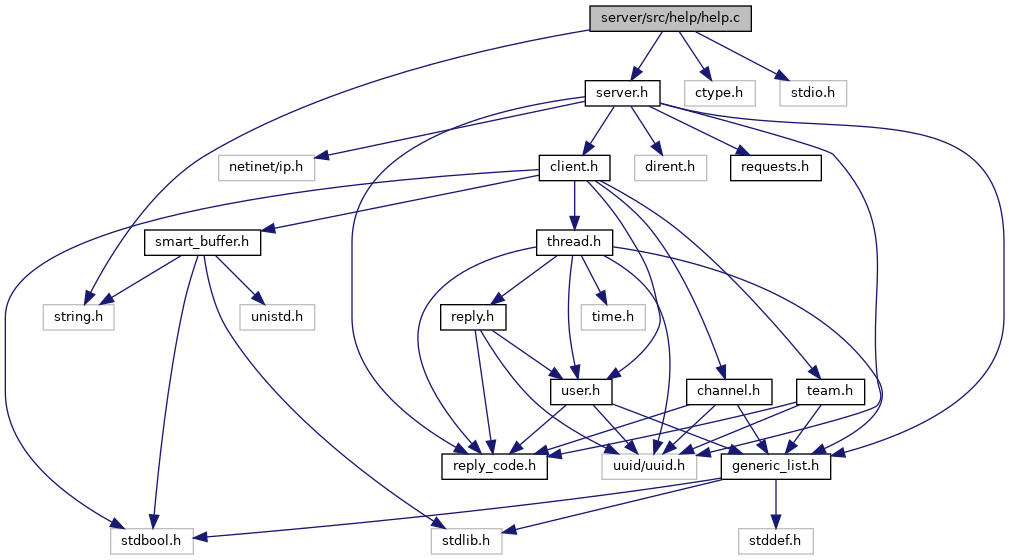 server/src/help/help.c
server.h
ctype.h
stdio.h
netinet/ip.h
client.h
dirent.h
requests.h
smart_buffer.h
thread.h
string.h
unistd.h
reply.h
time.h
user.h
channel.h
team.h
reply_code.h
uuid/uuid.h
generic_list.h
stdbool.h
stdlib.h
stddef.h